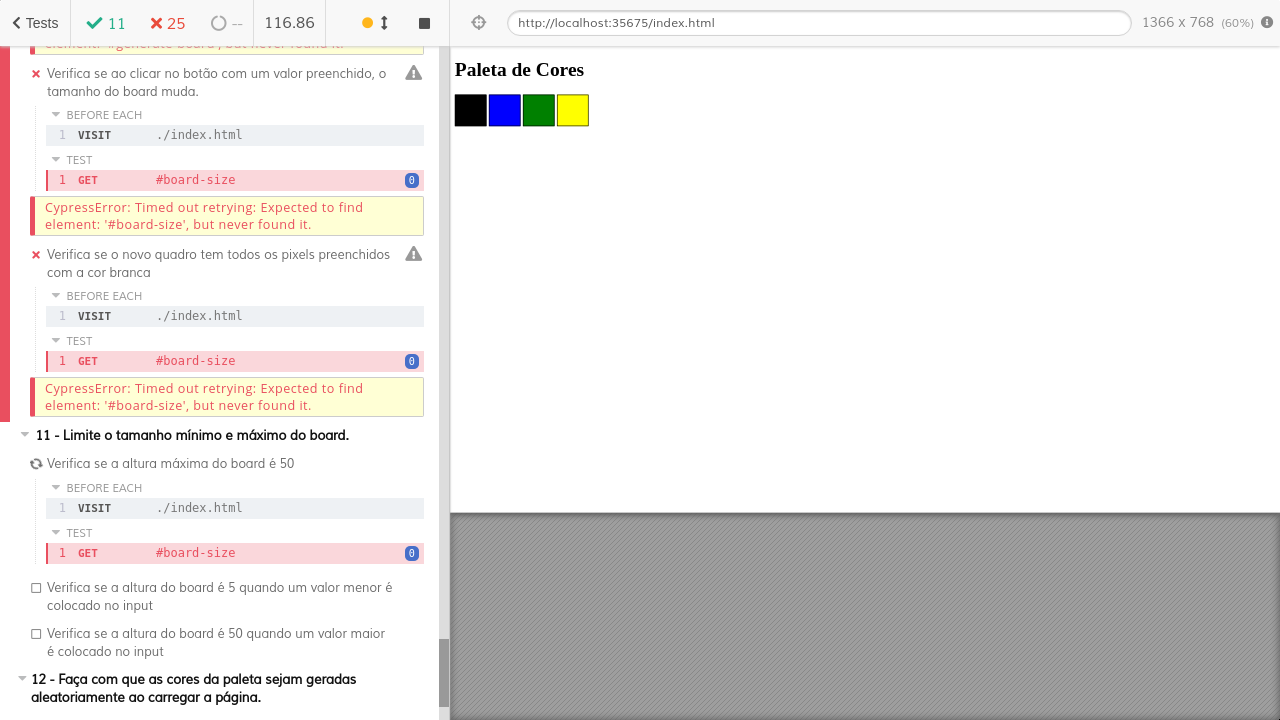 Tests
11
25
--
116.86
http://localhost:35675/index.html
1366 x 768 (60%)
element: '#generate-board', but never found it.
Verifica se ao clicar no botão com um valor preenchido, o
tamanho do board muda.
BEFORE EACH
1 VISIT ./index.html
TEST
1 GET #board-size 0
CypressError: Timed out retrying: Expected to find
element: '#board-size', but never found it.
Verifica se o novo quadro tem todos os pixels preenchidos
com a cor branca
BEFORE EACH
1 VISIT ./index.html
TEST
1 GET #board-size 0
CypressError: Timed out retrying: Expected to find
element: '#board-size', but never found it.
11 - Limite o tamanho mínimo e máximo do board.
Verifica se a altura máxima do board é 50
BEFORE EACH
1 VISIT ./index.html
TEST
1 GET #board-size 0
Verifica se a altura do board é 5 quando um valor menor é
colocado no input
Verifica se a altura do board é 50 quando um valor maior
é colocado no input
12 - Faça com que as cores da paleta sejam geradas
aleatoriamente ao carregar a página.
Paleta de Cores